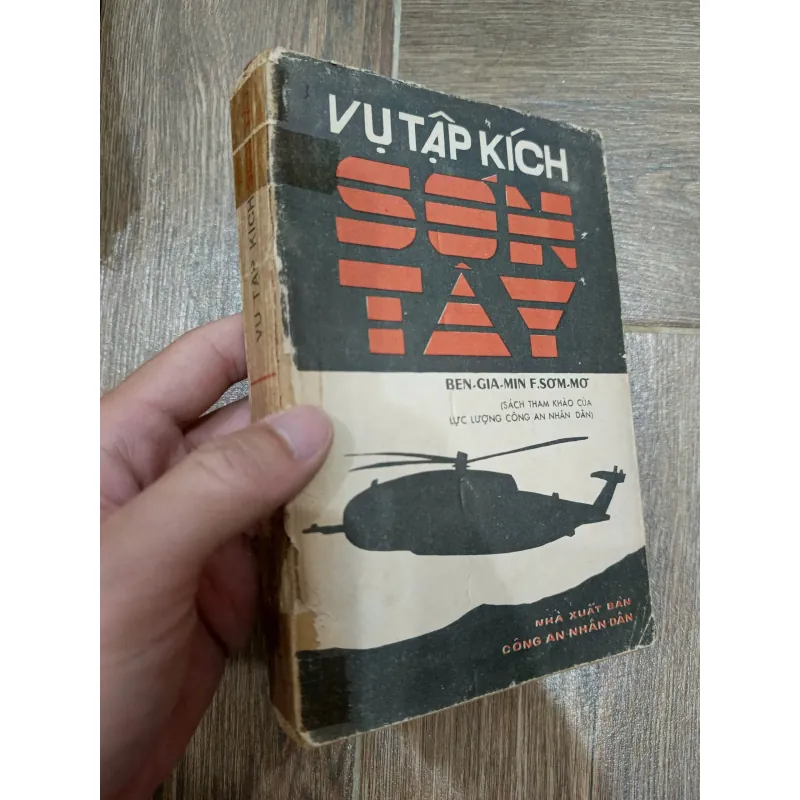 VỤ TẬP KÍCH
SƠN
TÂY
BEN-GIA-MIN F.SƠM-MƠ
(SÁCH THAM KHẢO CỦA
LỰC LƯỢNG CÔNG AN NHÂN DÂN)
NHÀ XUẤT BẢN
CÔNG AN NHÂN DÂN
VỤ TẬP KÍCH